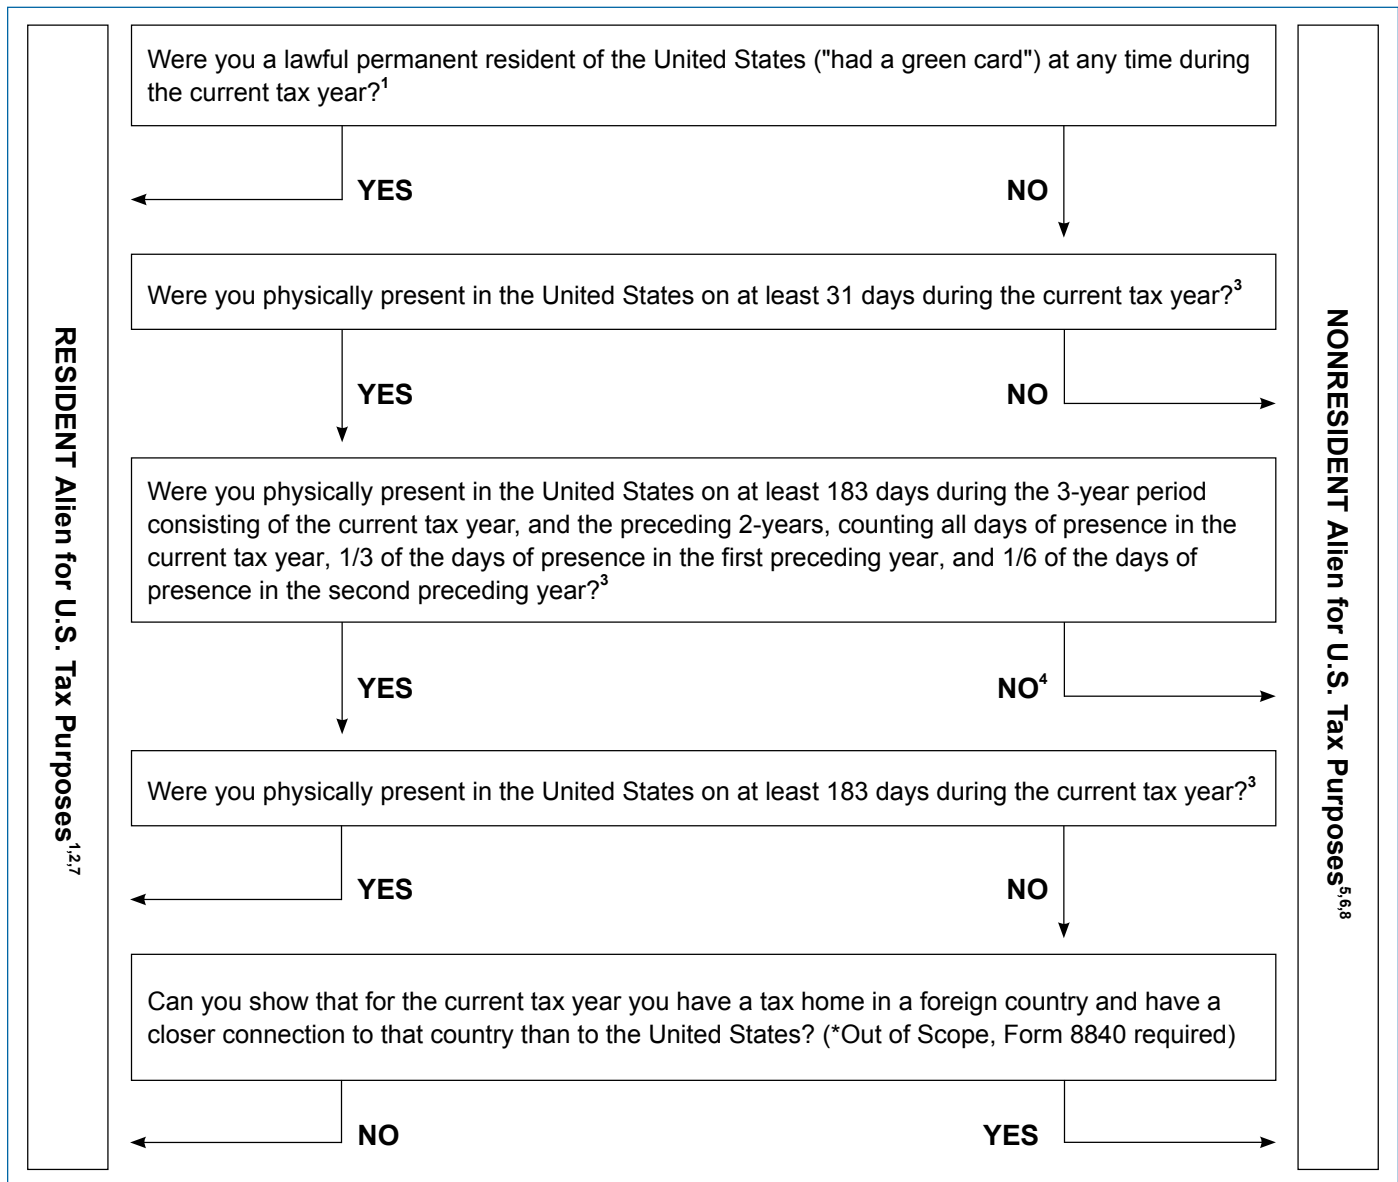 Were you a lawful permanent resident of the United States ("had a green card") at any time during
the current tax year?¹
YES
NO
Were you physically present in the United States on at least 31 days during the current tax year?³
YES
NO
Were you physically present in the United States on at least 183 days during the 3-year period
consisting of the current tax year, and the preceding 2-years, counting all days of presence in the
current tax year, 1/3 of the days of presence in the first preceding year, and 1/6 of the days of
presence in the second preceding year?³
YES
NO⁴
Were you physically present in the United States on at least 183 days during the current tax year?³
YES
NO
Can you show that for the current tax year you have a tax home in a foreign country and have a
closer connection to that country than to the United States? (*Out of Scope, Form 8840 required)
NO
YES
RESIDENT Alien for U.S. Tax Purposes¹,²,⁷
NONRESIDENT Alien for U.S. Tax Purposes⁵,⁶,⁸